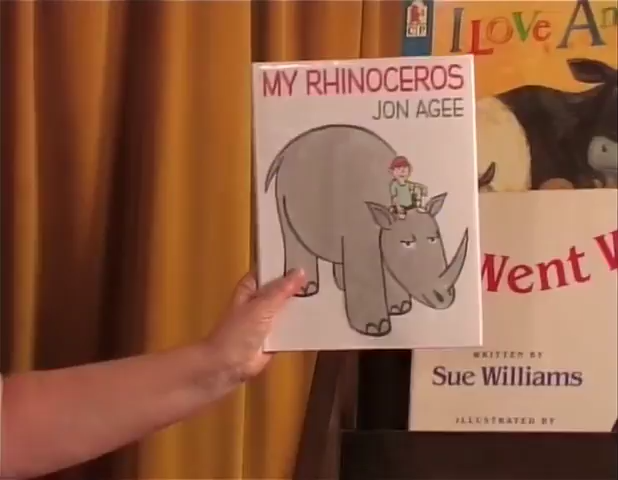 MY RHINOCEROS
JON AGEE
I LOVE An
Went W
WRITTEN BY
Sue Williams
ILLUSTRATED BY